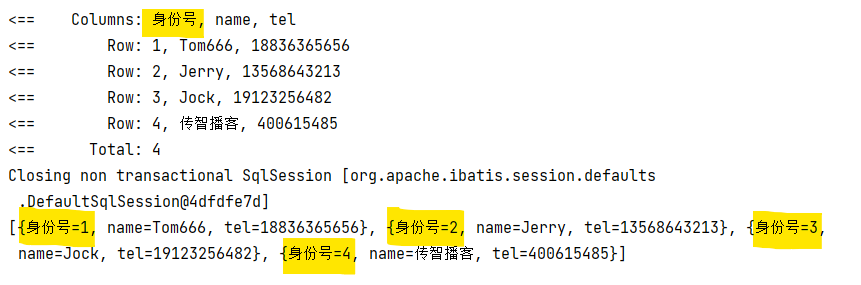 <==    Columns: 身份号, name, tel
<==        Row: 1, Tom666, 18836365656
<==        Row: 2, Jerry, 13568643213
<==        Row: 3, Jock, 19123256482
<==        Row: 4, 传智播客, 400615485
<==      Total: 4
Closing non transactional SqlSession [org.apache.ibatis.session.defaults
.DefaultSqlSession@4dfdfe7d]
[{身份号=1, name=Tom666, tel=18836365656}, {身份号=2, name=Jerry, tel=13568643213}, {身份号=3,
name=Jock, tel=19123256482}, {身份号=4, name=传智播客, tel=400615485}]